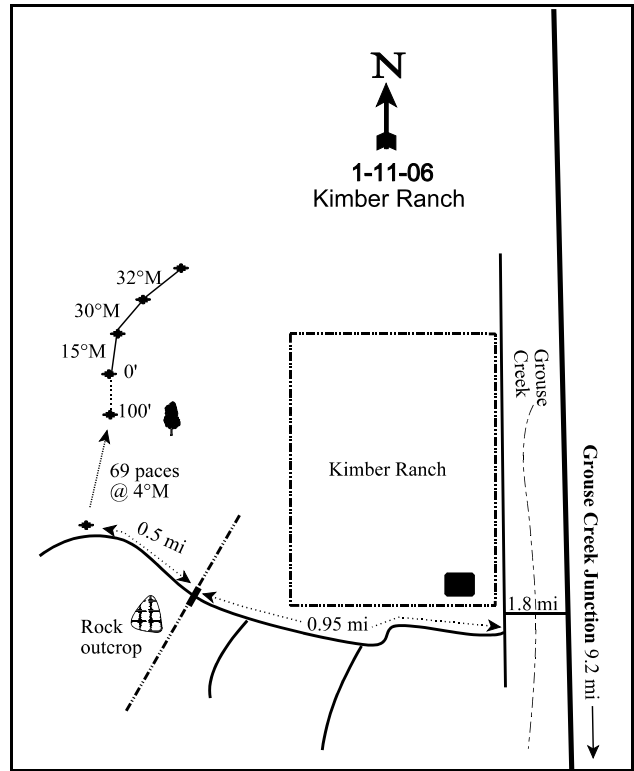 N
1-11-06
Kimber Ranch
32°M
30°M
15°M
0'
100'
69 paces
@ 4°M
0.5 mi
Rock
outcrop
0.95 mi
Kimber Ranch
Grouse
Creek
1.8 mi
Grouse Creek Junction 9.2 mi